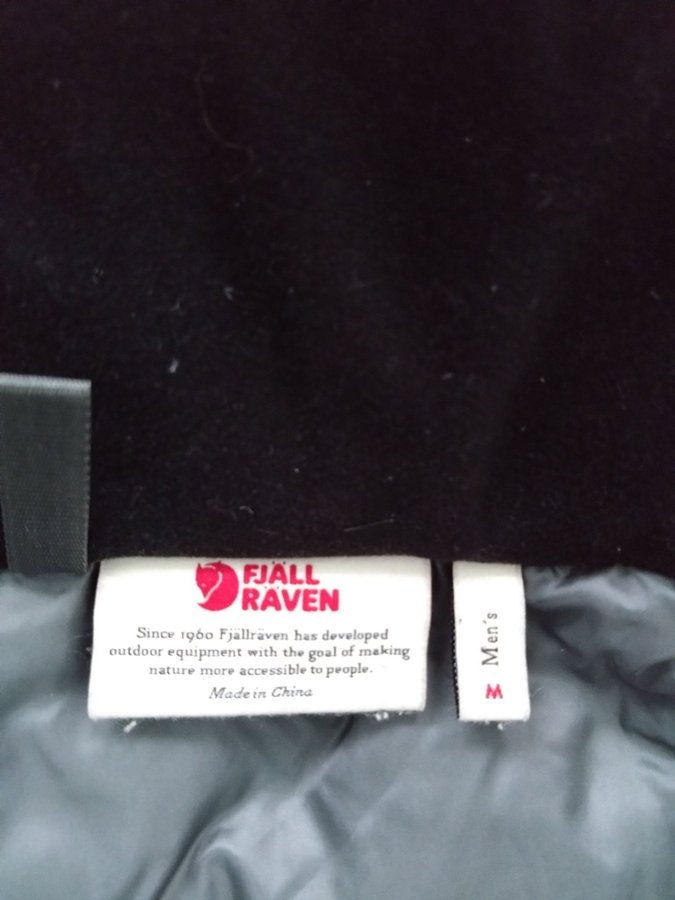 FJÄLL
RÄVEN
Since 1960 Fjällräven has developed
outdoor equipment with the goal of making
nature more accessible to people.
Made in China
Men's
M